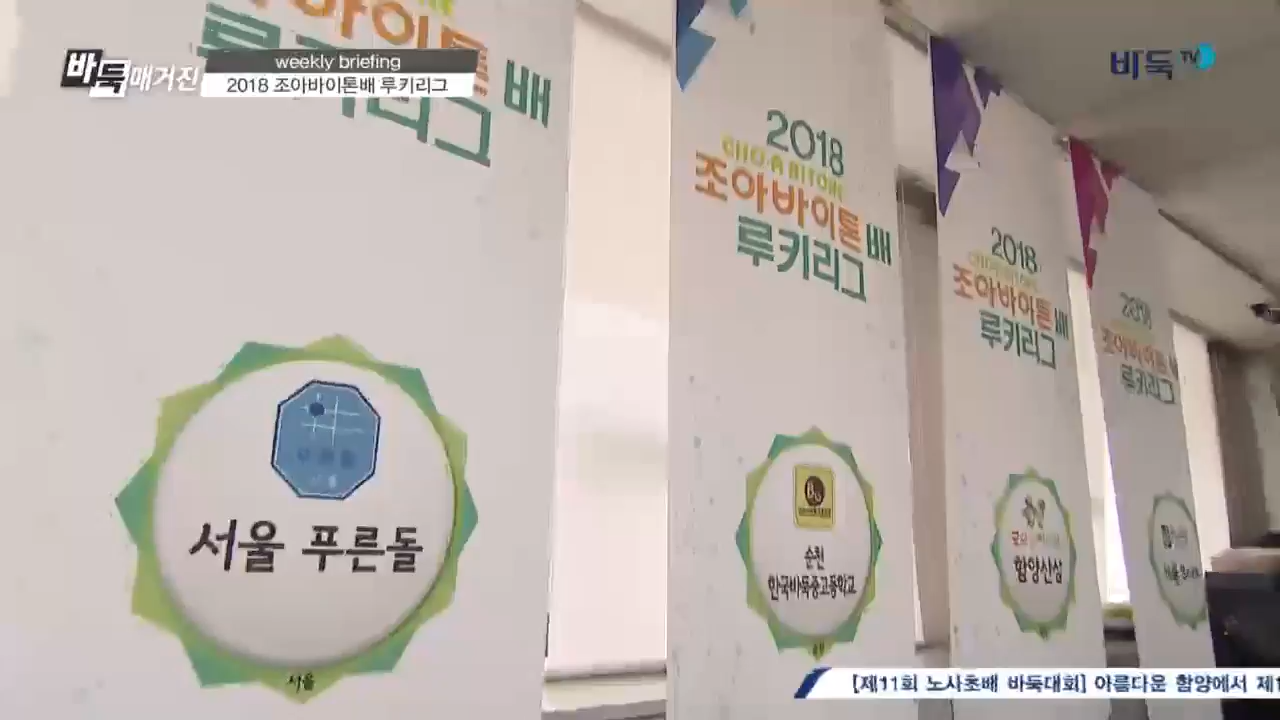 바둑매거진
weekly briefing
2018 조아바이톤배 루키리그
바둑TV
바이톤배
루키리그
서울 푸른돌
서울
2018
CHO-A BITONE
조아바이톤배
루키리그
순천
한국바둑중고등학교
2018
조아바이톤배
루키리그
함양산삼
2018
조아바이톤배
루키리그
[제11회 노사초배 바둑대회] 아름다운 함양에서 제1